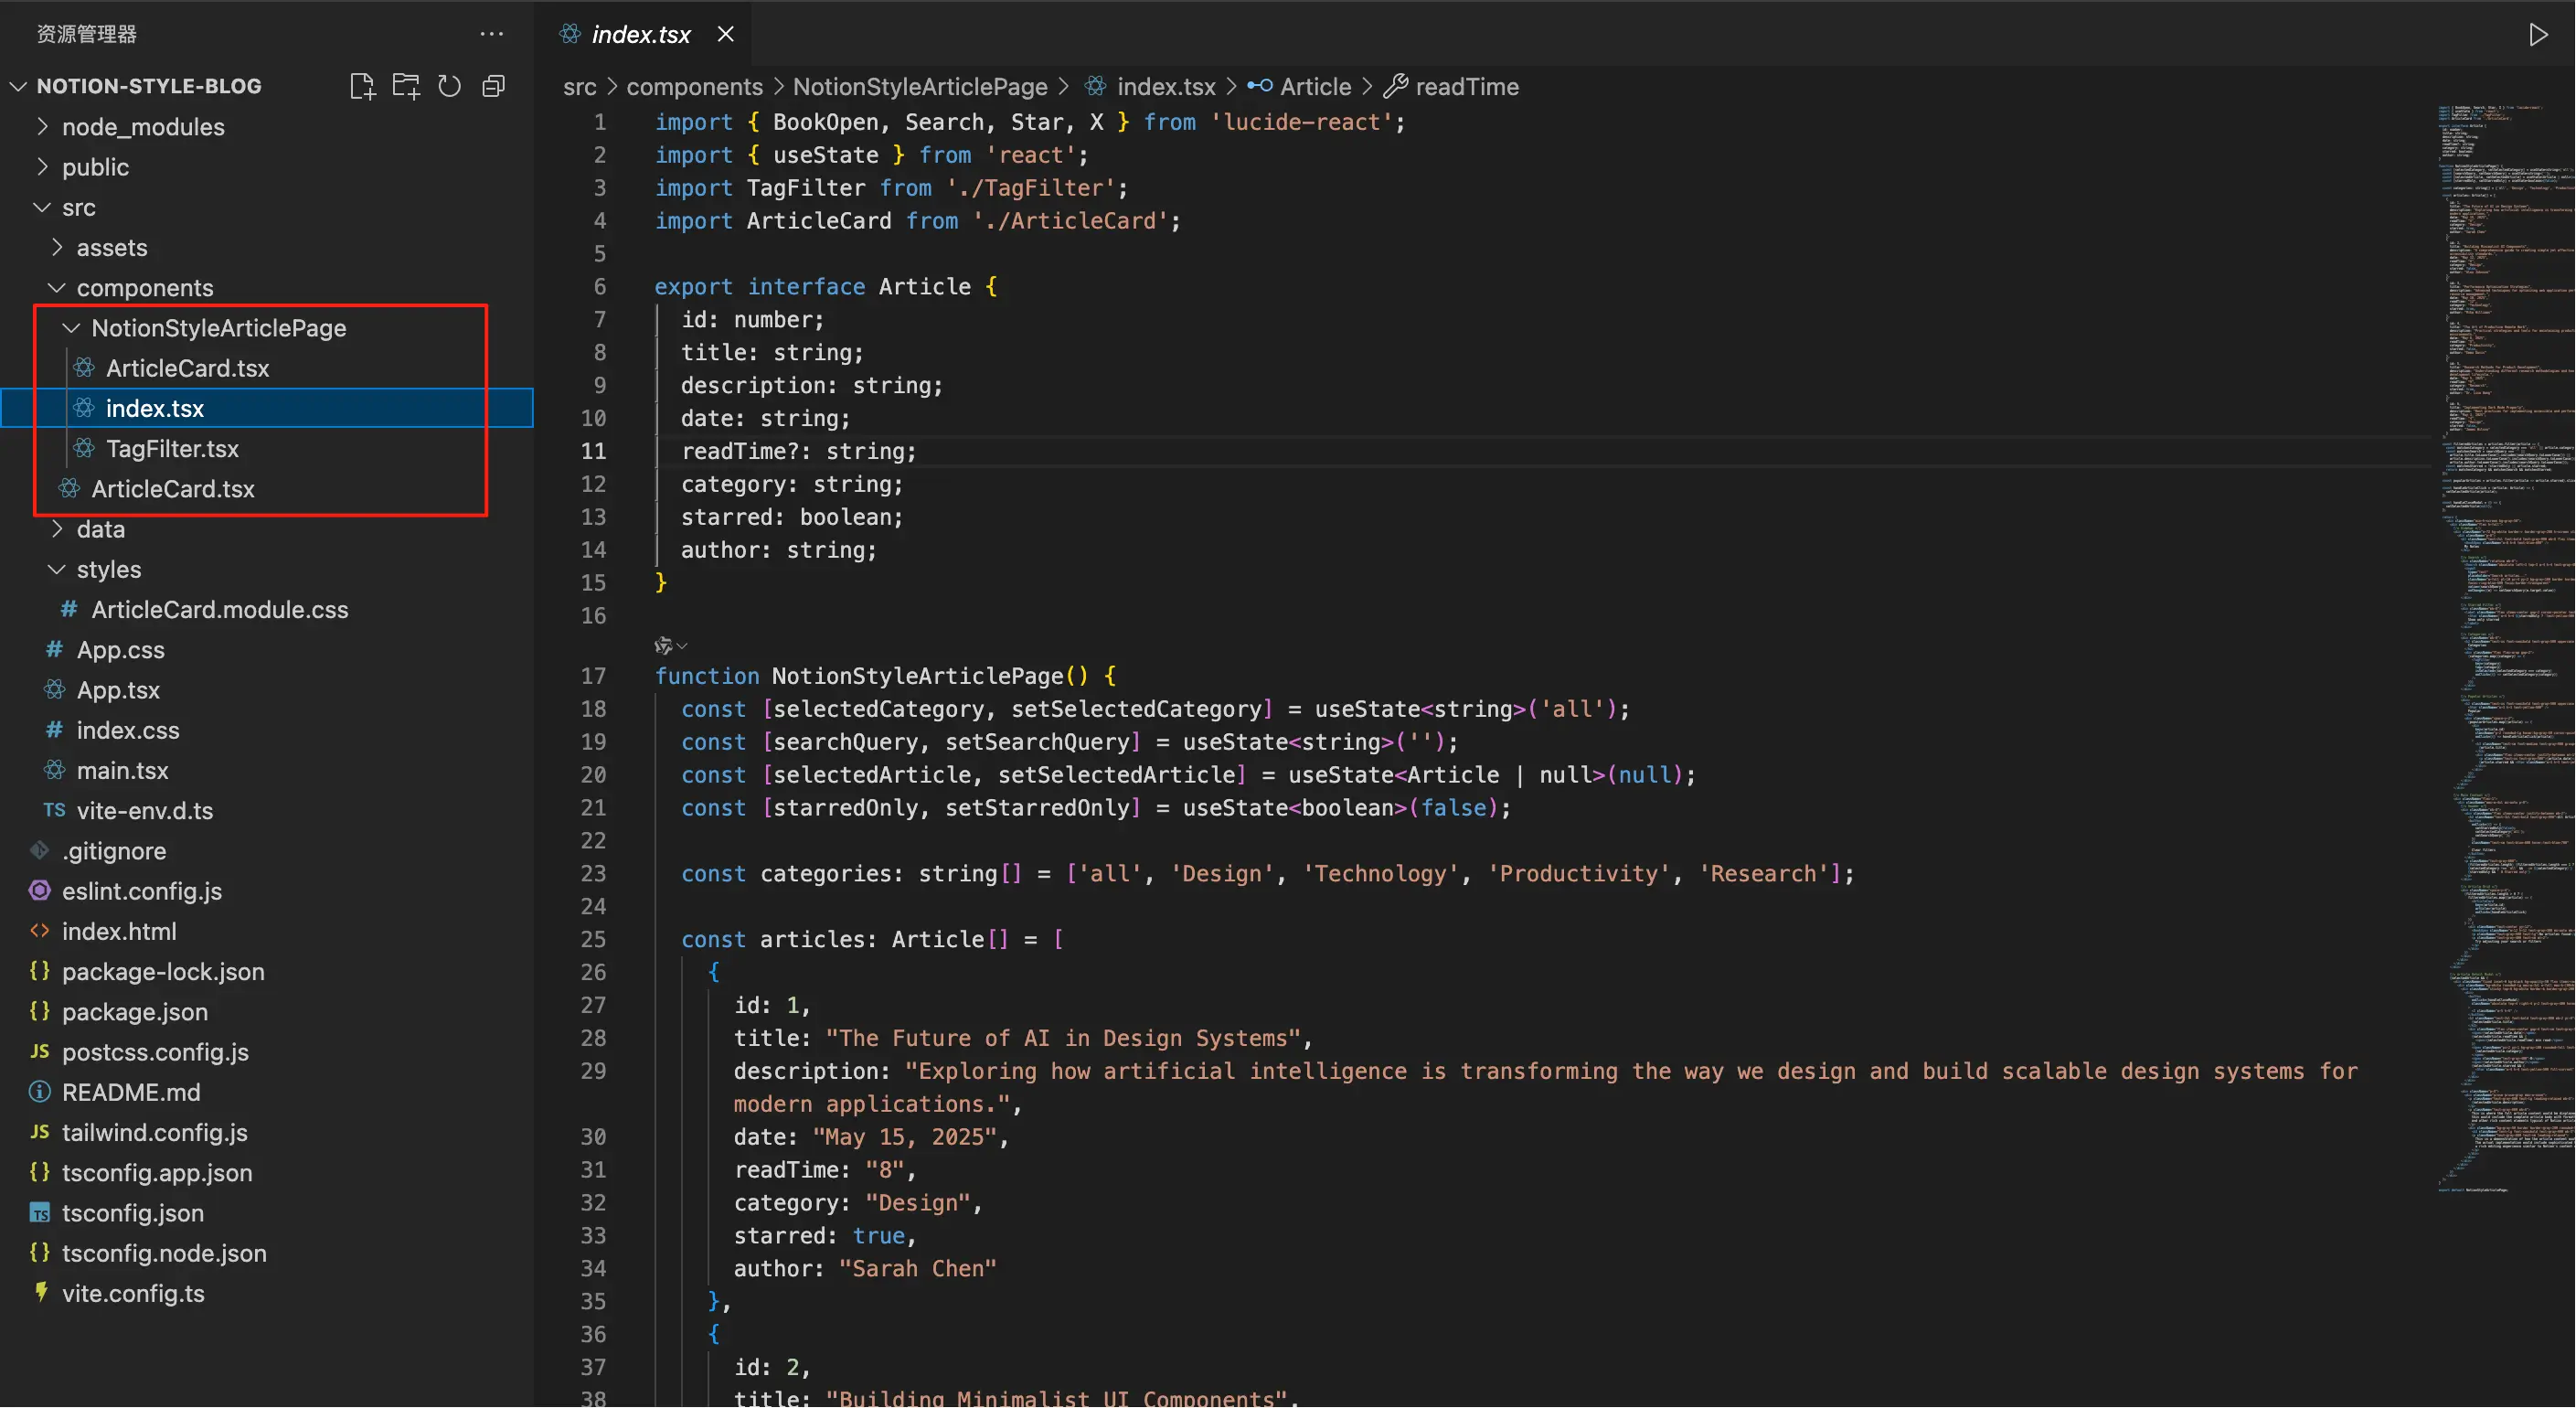 资源管理器
NOTION-STYLE-BLOG
node_modules
public
src
assets
components
NotionStyleArticlePage
ArticleCard.tsx
index.tsx
TagFilter.tsx
ArticleCard.tsx
data
styles
# ArticleCard.module.css
# App.css
App.tsx
# index.css
main.tsx
TS vite-env.d.ts
.gitignore
eslint.config.js
<> index.html
{} package-lock.json
{} package.json
JS postcss.config.js
README.md
JS tailwind.config.js
{} tsconfig.app.json
TS tsconfig.json
{} tsconfig.node.json
vite.config.ts
index.tsx
src > components > NotionStyleArticlePage > index.tsx > Article > readTime
1 import { BookOpen, Search, Star, X } from 'lucide-react';
2 import { useState } from 'react';
3 import TagFilter from './TagFilter';
4 import ArticleCard from './ArticleCard';
5
6 export interface Article {
7 id: number;
8 title: string;
9 description: string;
10 date: string;
11 readTime?: string;
12 category: string;
13 starred: boolean;
14 author: string;
15 }
16
17 function NotionStyleArticlePage() {
18 const [selectedCategory, setSelectedCategory] = useState<string>('all');
19 const [searchQuery, setSearchQuery] = useState<string>('');
20 const [selectedArticle, setSelectedArticle] = useState<Article | null>(null);
21 const [starredOnly, setStarredOnly] = useState<boolean>(false);
22
23 const categories: string[] = ['all', 'Design', 'Technology', 'Productivity', 'Research'];
24
25 const articles: Article[] = [
26 {
27 id: 1,
28 title: "The Future of AI in Design Systems",
29 description: "Exploring how artificial intelligence is transforming the way we design and build scalable design systems for
modern applications.",
30 date: "May 15, 2025",
31 readTime: "8",
32 category: "Design",
33 starred: true,
34 author: "Sarah Chen"
35 },
36 {
37 id: 2,
38 title: "Building Minimalist UI Components",